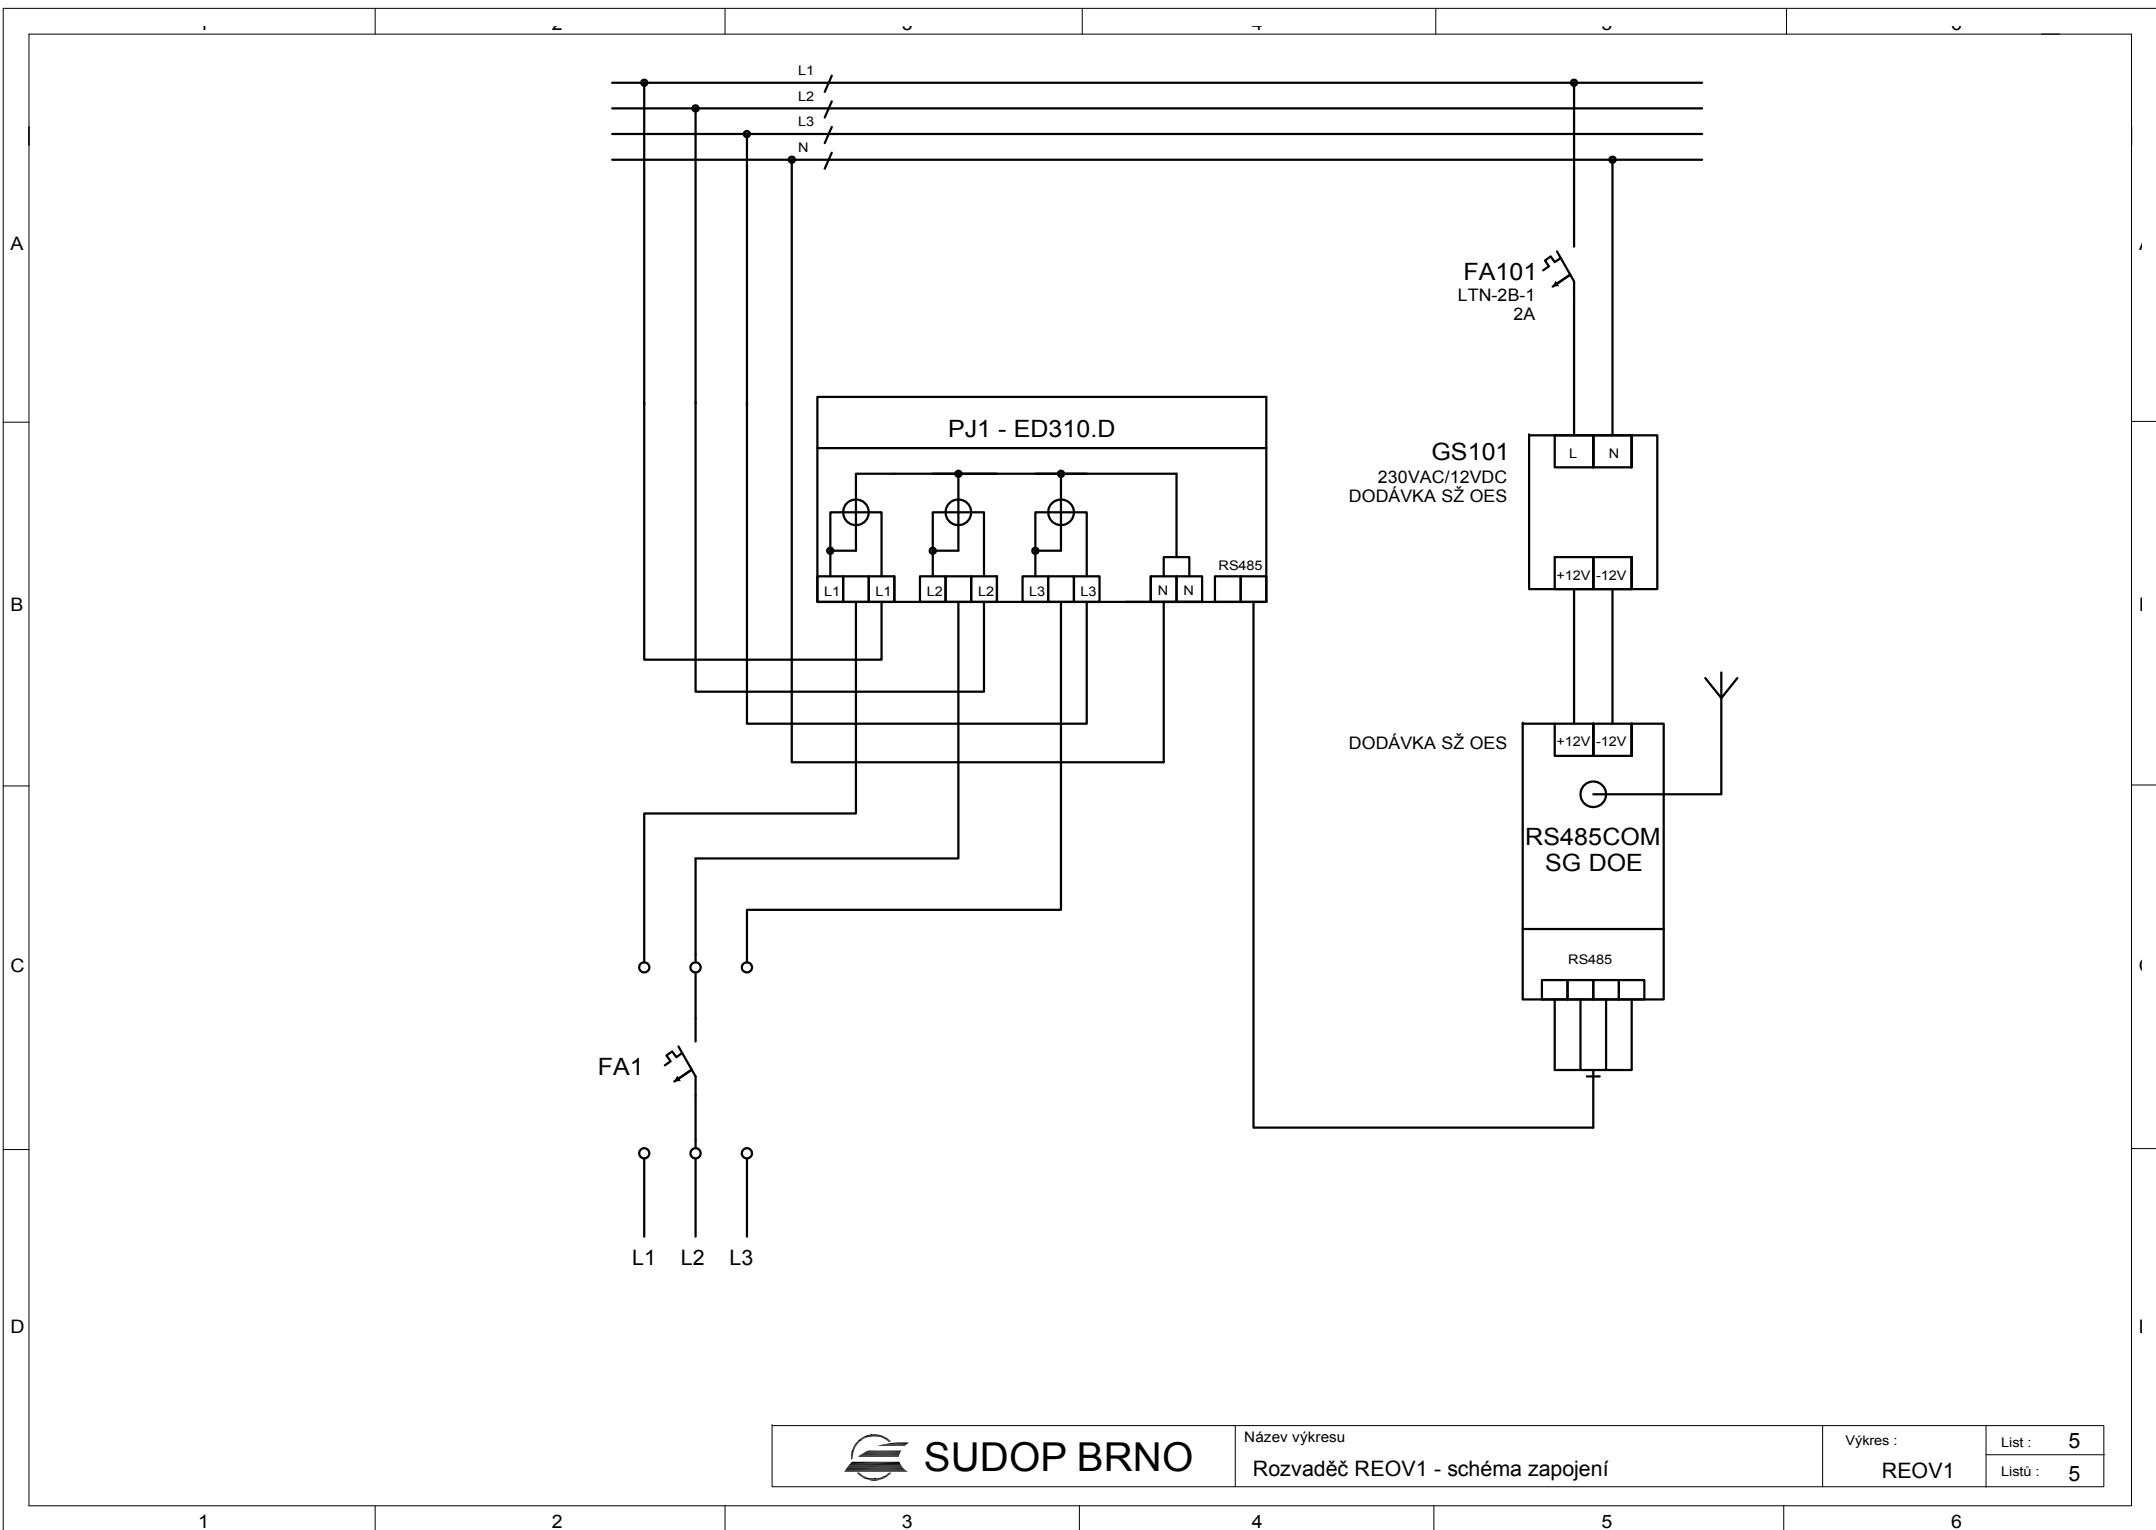 L1
L2
L3
N
A
FA101
LTN-2B-1
2A
PJ1 - ED310.D
GS101
230VAC/12VDC
DODÁVKA SŽ OES
L N
+12V -12V
RS485
L1 L1 L2 L2 L3 L3 N N
B
DODÁVKA SŽ OES
+12V -12V
RS485COM
SG DOE
RS485
C
FA1
L1 L2 L3
D
SUDOP BRNO
Název výkresu
Rozvaděč REOV1 - schéma zapojení
Výkres :
REOV1
List : 5
Listů : 5
1 2 3 4 5 6